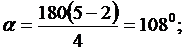 α = 180(5 − 2)/4 = 108⁰;